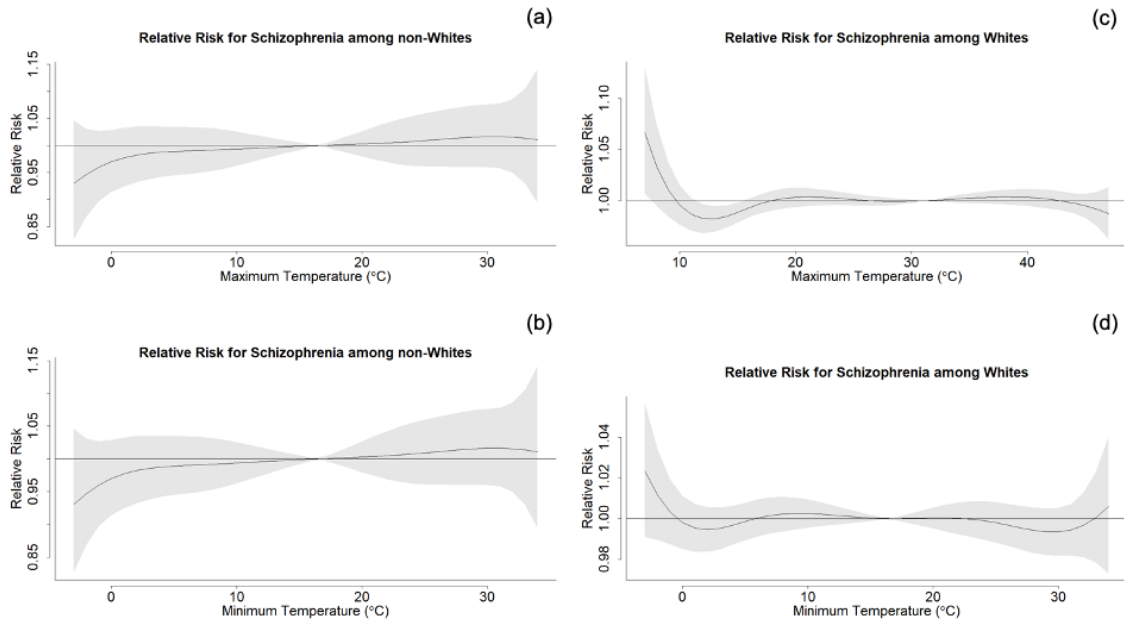 (a)
Relative Risk for Schizophrenia among non-Whites
Relative Risk
1.15
1.05
0.95
0.85
0 10 20 30
Maximum Temperature (°C)
(c)
Relative Risk for Schizophrenia among Whites
Relative Risk
1.10
1.05
1.00
10 20 30 40
Maximum Temperature (°C)
(b)
Relative Risk for Schizophrenia among non-Whites
Relative Risk
1.15
1.05
0.95
0.85
0 10 20 30
Minimum Temperature (°C)
(d)
Relative Risk for Schizophrenia among Whites
Relative Risk
1.04
1.02
1.00
0.98
0 10 20 30
Minimum Temperature (°C)